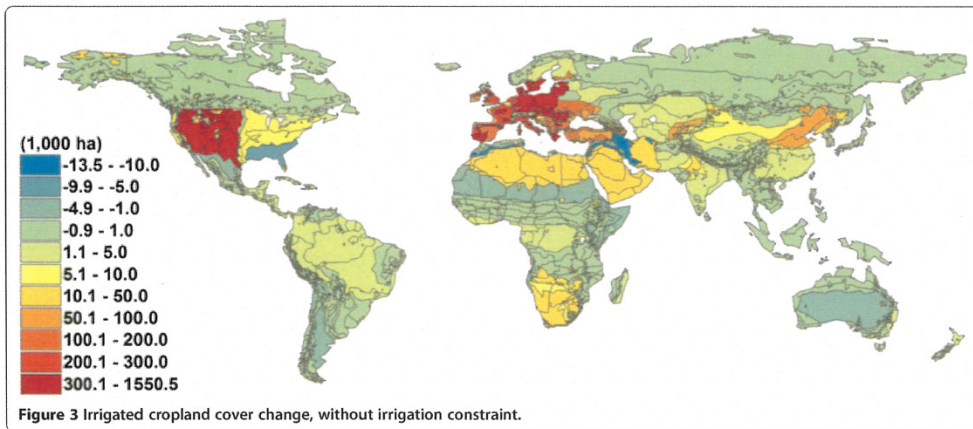 (1,000 ha)
-13.5 - -10.0
-9.9 - -5.0
-4.9 - -1.0
-0.9 - 1.0
1.1 - 5.0
5.1 - 10.0
10.1 - 50.0
50.1 - 100.0
100.1 - 200.0
200.1 - 300.0
300.1 - 1550.5
Figure 3 Irrigated cropland cover change, without irrigation constraint.